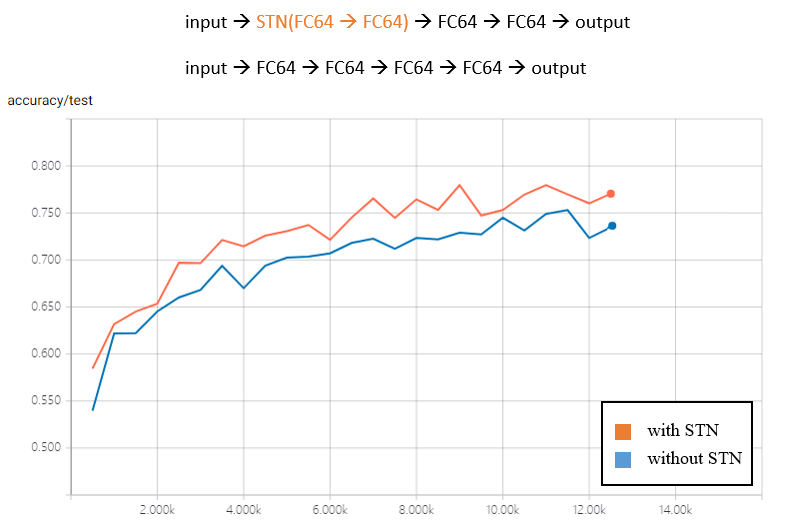 input → STN(FC64 → FC64) → FC64 → FC64 → output
input → FC64 → FC64 → FC64 → FC64 → output
accuracy/test
0.800
0.750
0.700
0.650
0.600
0.550
0.500
with STN
without STN
2.000k 4.000k 6.000k 8.000k 10.00k 12.00k 14.00k